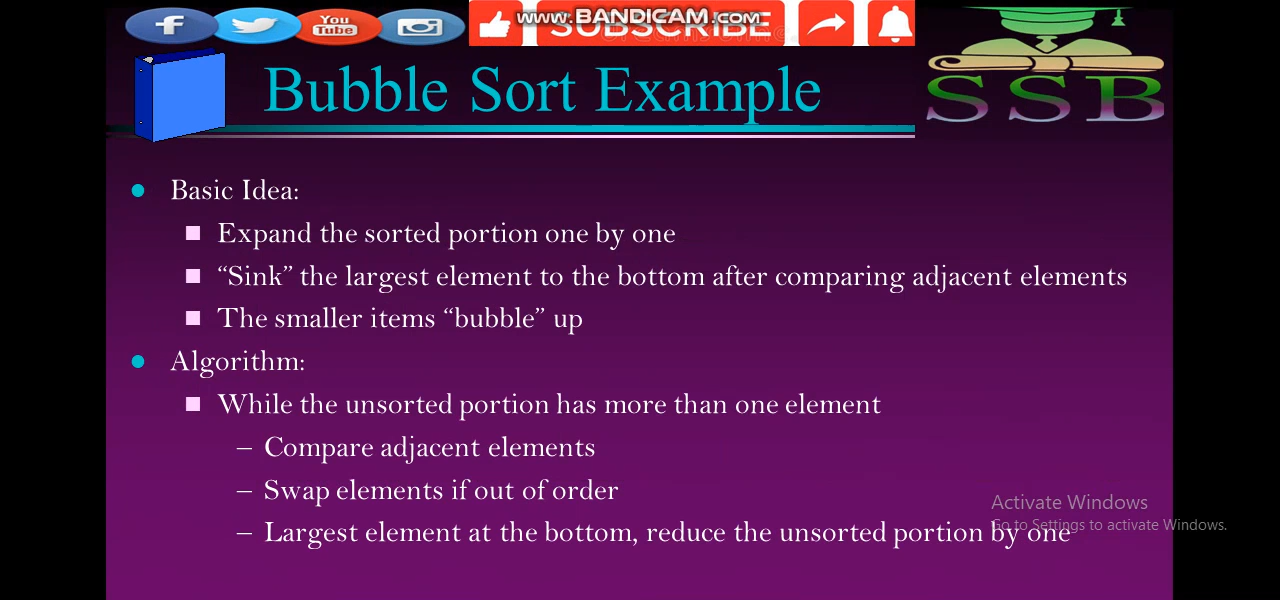 You
Tube
www.BANDICAM.com
SUBSCRIBE
SSB
Bubble Sort Example
Basic Idea:
Expand the sorted portion one by one
“Sink” the largest element to the bottom after comparing adjacent elements
The smaller items “bubble” up
Algorithm:
While the unsorted portion has more than one element
– Compare adjacent elements
– Swap elements if out of order
– Largest element at the bottom, reduce the unsorted portion by one
Activate Windows
Go to Settings to activate Windows.